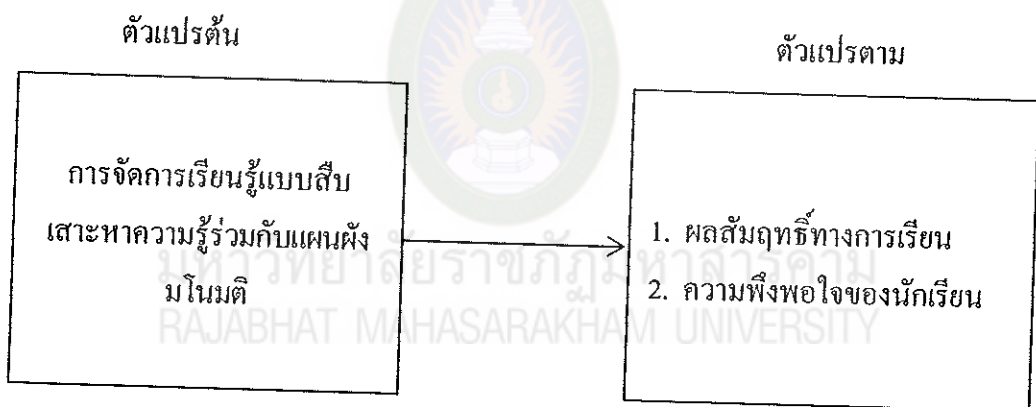 ตัวแปรต้น
ตัวแปรตาม
การจัดการเรียนรู้แบบสืบ
เสาะหาความรู้ร่วมกับแผนผัง
มโนมติ
1. ผลสัมฤทธิ์ทางการเรียน
2. ความพึงพอใจของนักเรียน
มหาวิทยาลัยราชภัฏมหาสารคาม
RAJABHAT MAHASARAKHAM UNIVERSITY